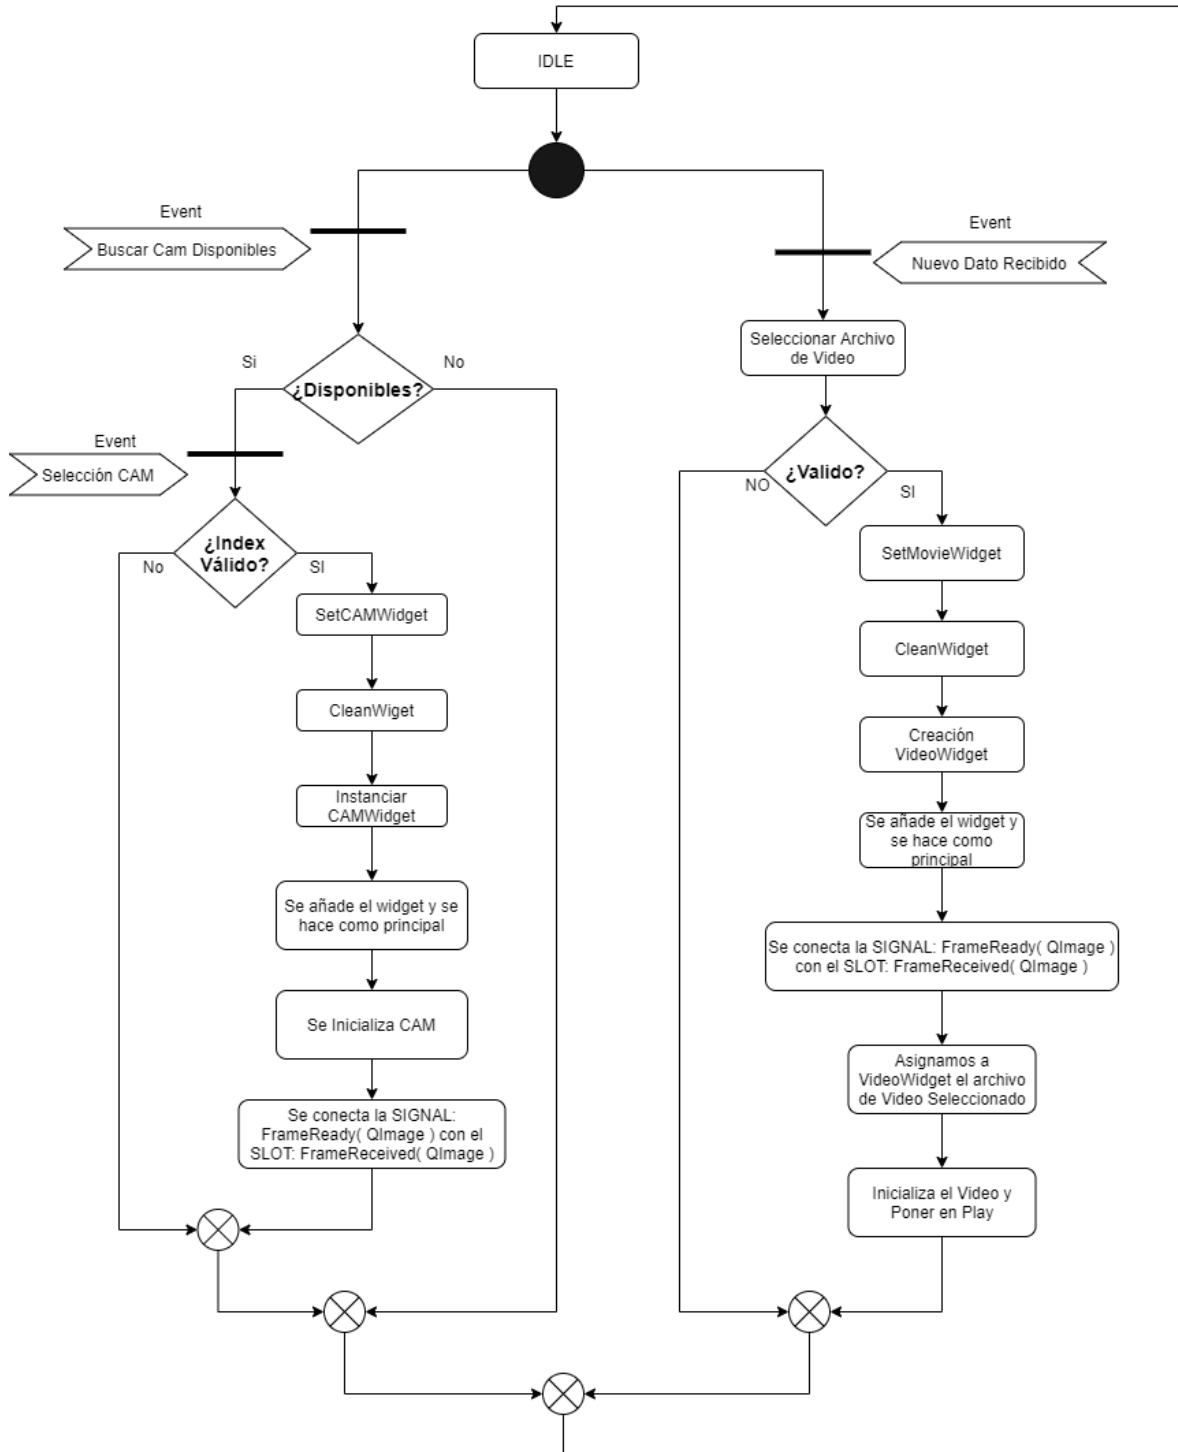 IDLE
Event
Buscar Cam Disponibles
Event
Nuevo Dato Recibido
Seleccionar Archivo
de Video
Si
No
¿Disponibles?
Event
Selección CAM
¿Valido?
NO
SI
¿Index
Válido?
No
SI
SetMovieWidget
SetCAMWidget
CleanWidget
CleanWiget
Creación
VideoWidget
Instanciar
CAMWidget
Se añade el widget y
se hace como
principal
Se añade el widget y se
hace como principal
Se conecta la SIGNAL: FrameReady( QImage )
con el SLOT: FrameReceived( QImage )
Se Inicializa CAM
Asignamos a
VideoWidget el archivo
de Video Seleccionado
Se conecta la SIGNAL:
FrameReady( QImage ) con el
SLOT: FrameReceived( QImage )
Inicializa el Video y
Poner en Play